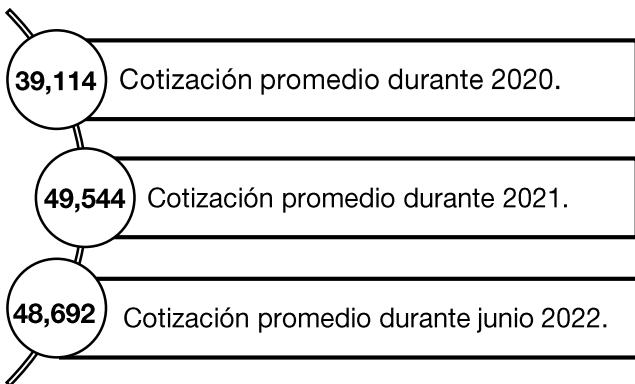 39,114 Cotización promedio durante 2020.
49,544 Cotización promedio durante 2021.
48,692 Cotización promedio durante junio 2022.